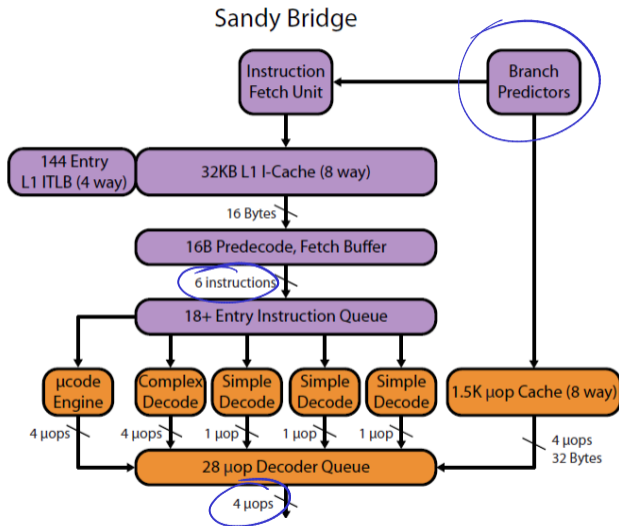 Sandy Bridge
Instruction
Fetch Unit
Branch
Predictors
144 Entry
L1 ITLB (4 way)
32KB L1 I-Cache (8 way)
16 Bytes
16B Predecode, Fetch Buffer
6 instructions
18+ Entry Instruction Queue
μcode
Engine
Complex
Decode
Simple
Decode
Simple
Decode
Simple
Decode
1.5K μop Cache (8 way)
4 μops
4 μops
1 μop
1 μop
1 μop
4 μops
32 Bytes
28 μop Decoder Queue
4 μops